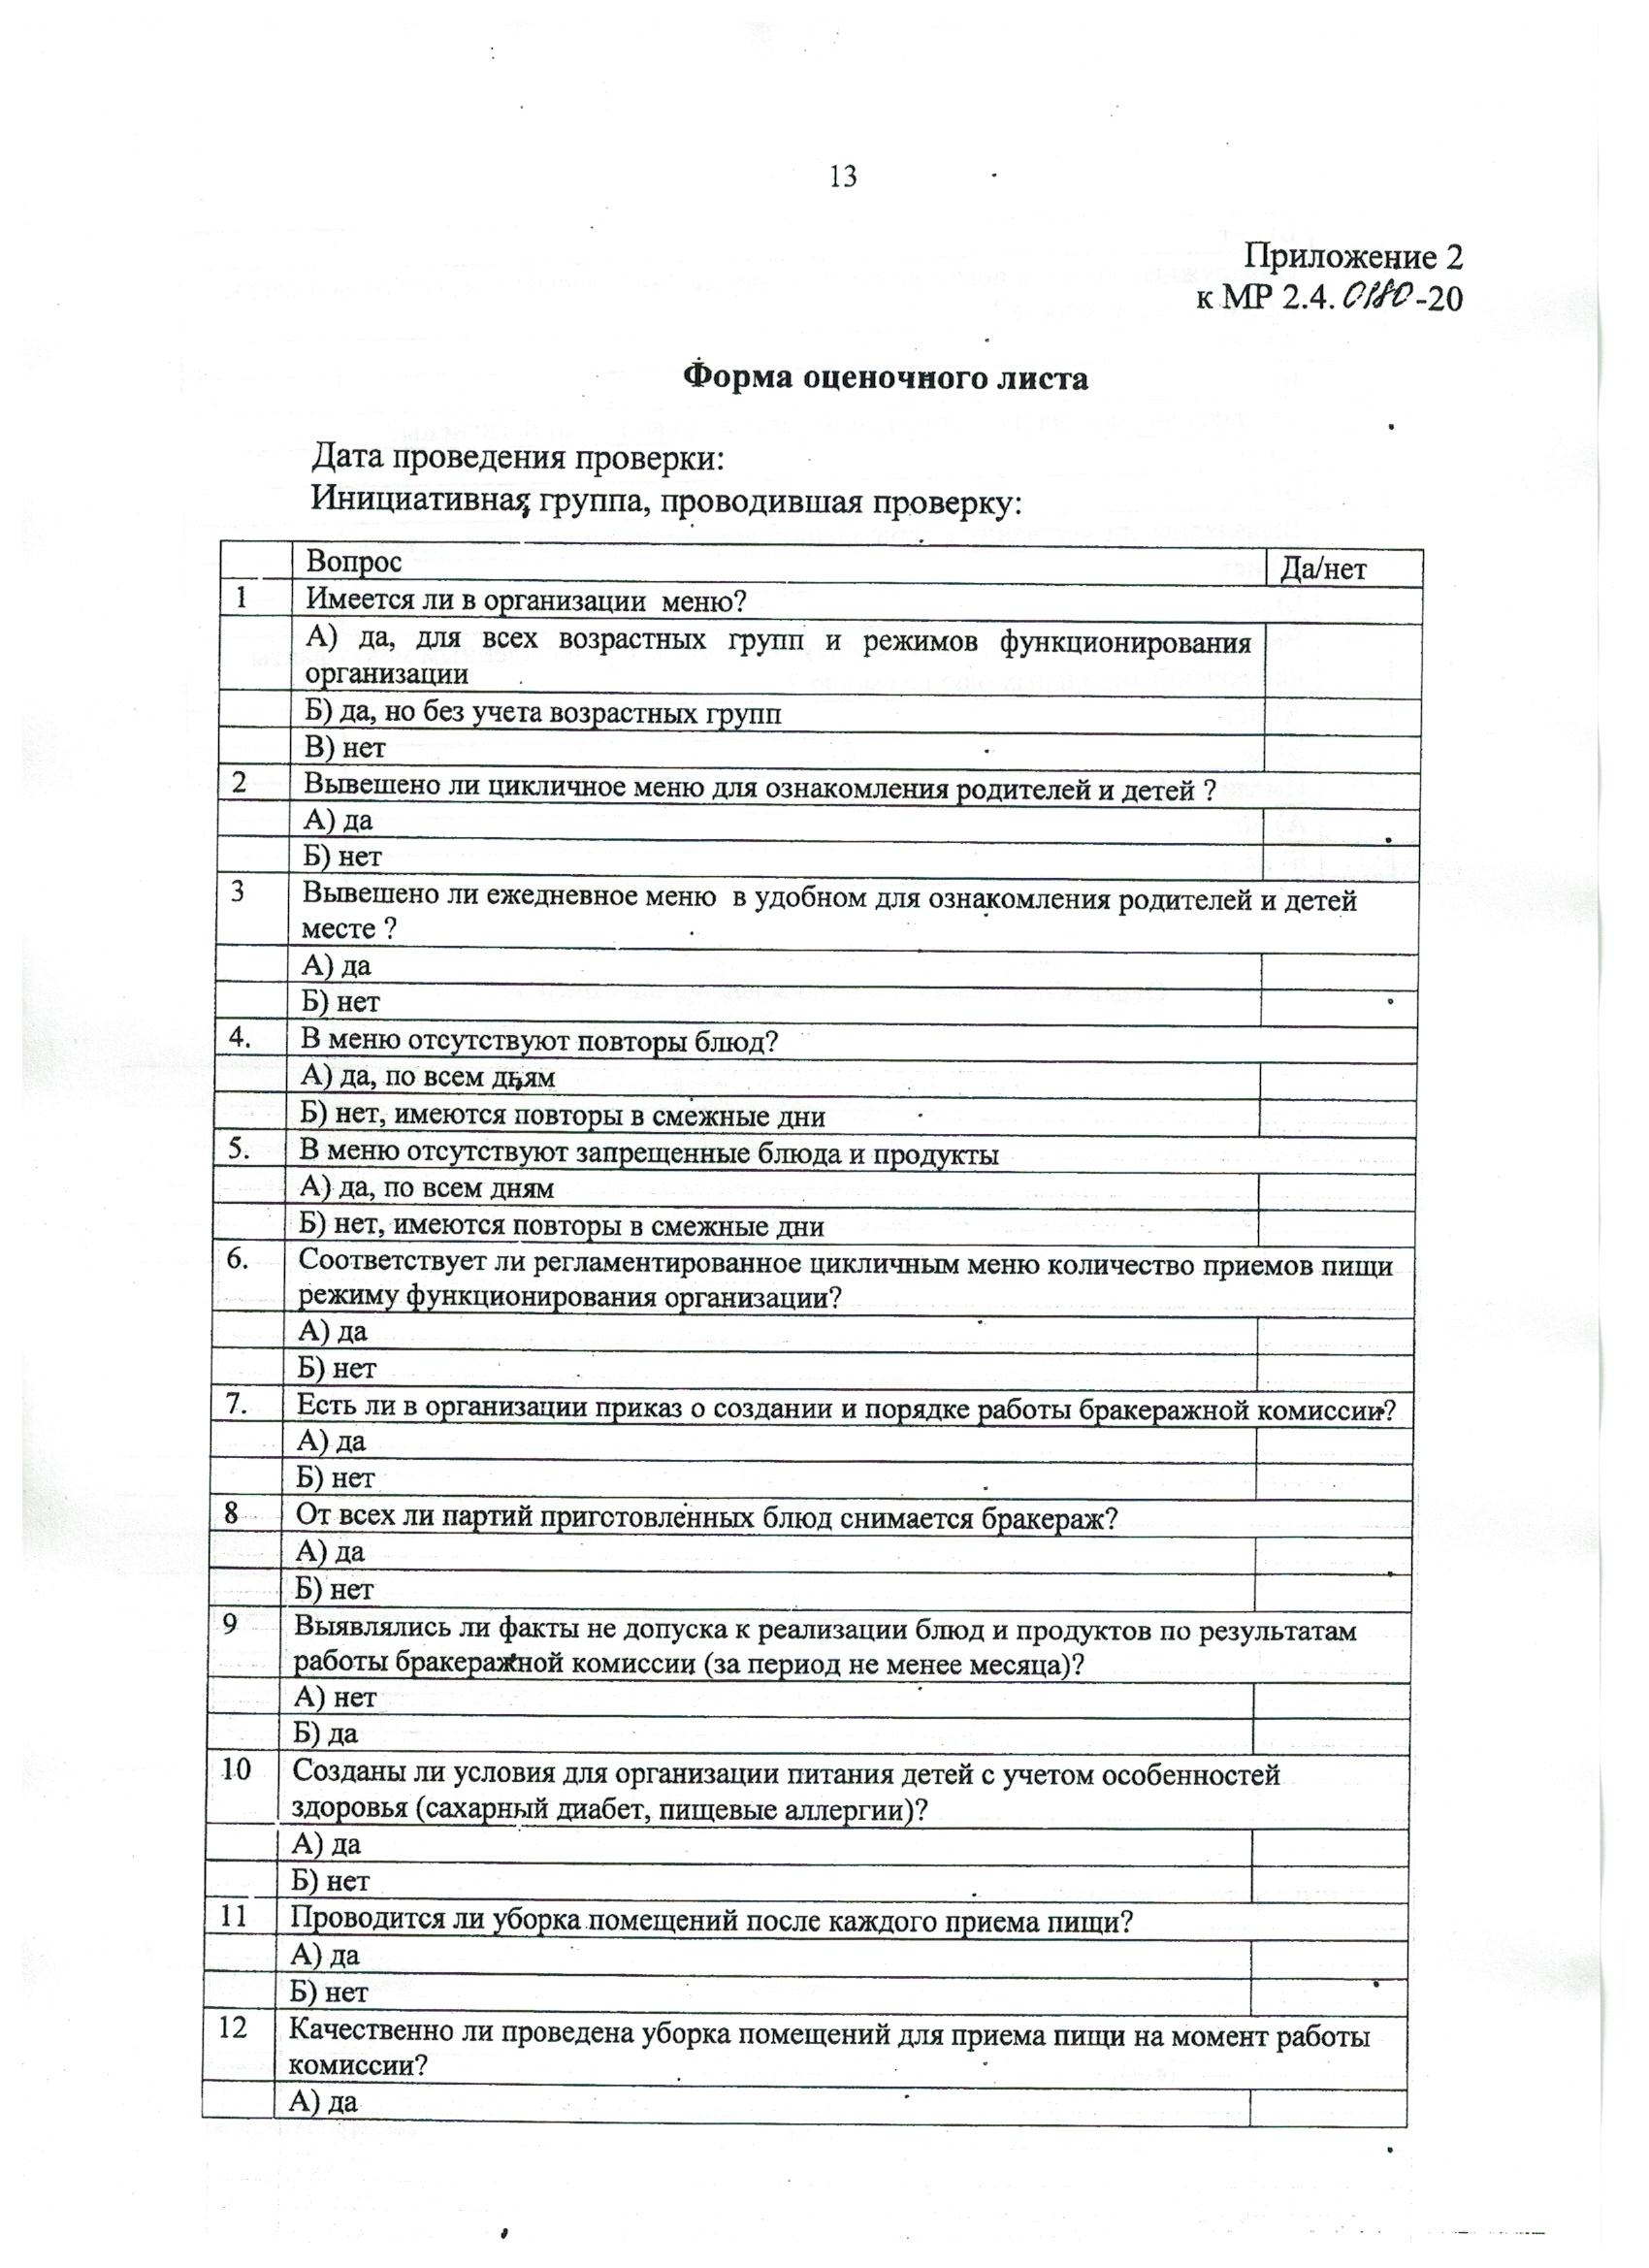 13
Приложение 2
к МР 2.4. 0180 -20
Форма оценочного листа
Дата проведения проверки:
Инициативная группа, проводившая проверку:
Вопрос Да/нет
1 Имеется ли в организации меню?
А) да, для всех возрастных групп и режимов функционирования
организации
Б) да, но без учета возрастных групп
В) нет
2 Вывешено ли цикличное меню для ознакомления родителей и детей ?
А) да
Б) нет
3 Вывешено ли ежедневное меню в удобном для ознакомления родителей и детей
месте ?
А) да
Б) нет
4. В меню отсутствуют повторы блюд?
А) да, по всем дням
Б) нет, имеются повторы в смежные дни
5. В меню отсутствуют запрещенные блюда и продукты
А) да, по всем дням
Б) нет, имеются повторы в смежные дни
6. Соответствует ли регламентированное цикличным меню количество приемов пищи
режиму функционирования организации?
А) да
Б) нет
7. Есть ли в организации приказ о создании и порядке работы бракеражной комиссии?
А) да
Б) нет
8 От всех ли партий приготовленных блюд снимается бракераж?
А) да
Б) нет
9 Выявлялись ли факты не допуска к реализации блюд и продуктов по результатам
работы бракеражной комиссии (за период не менее месяца)?
А) нет
Б) да
10 Созданы ли условия для организации питания детей с учетом особенностей
здоровья (сахарный диабет, пищевые аллергии)?
А) да
Б) нет
11 Проводится ли уборка помещений после каждого приема пищи?
А) да
Б) нет
12 Качественно ли проведена уборка помещений для приема пищи на момент работы
комиссии?
А) да